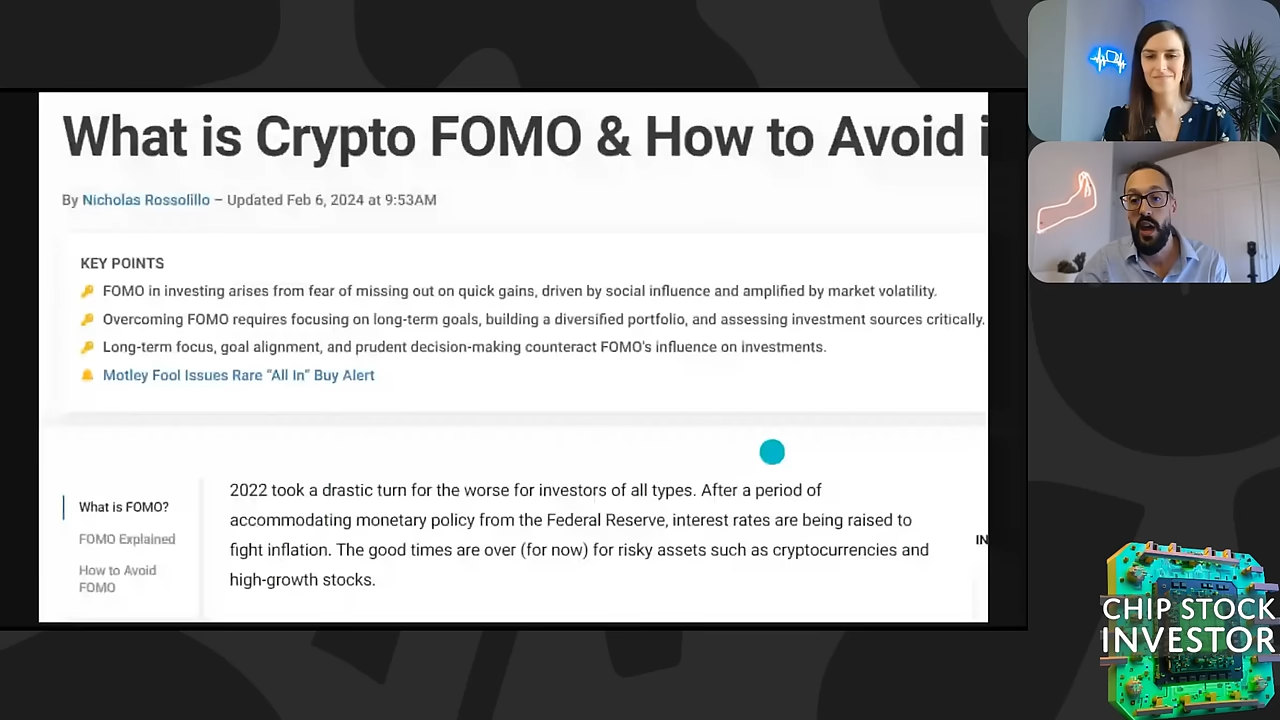 What is Crypto FOMO & How to Avoid i
By Nicholas Rossolillo – Updated Feb 6, 2024 at 9:53AM
KEY POINTS
FOMO in investing arises from fear of missing out on quick gains, driven by social influence and amplified by market volatility.
Overcoming FOMO requires focusing on long-term goals, building a diversified portfolio, and assessing investment sources critically.
Long-term focus, goal alignment, and prudent decision-making counteract FOMO's influence on investments.
Motley Fool Issues Rare “All In” Buy Alert
What is FOMO?
FOMO Explained
How to Avoid
FOMO
2022 took a drastic turn for the worse for investors of all types. After a period of
accommodating monetary policy from the Federal Reserve, interest rates are being raised to
fight inflation. The good times are over (for now) for risky assets such as cryptocurrencies and
high-growth stocks.
IN
CHIP STOCK
INVESTOR